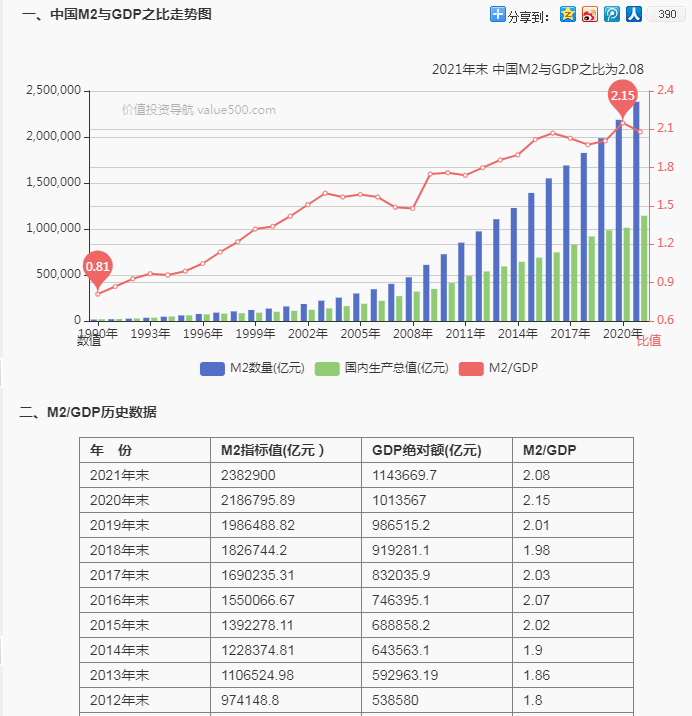 一、中国M2与GDP之比走势图
分享到：
390
2021年末 中国M2与GDP之比为2.08
价值投资导航 value500.com
2,500,000
2,000,000
1,500,000
1,000,000
500,000
0
2.4
2.1
1.8
1.5
1.2
0.9
0.6
0.81
2.15
1990年 1993年 1996年 1999年 2002年 2005年 2008年 2011年 2014年 2017年 2020年
数值 比值
M2数量(亿元) 国内生产总值(亿元) M2/GDP
二、M2/GDP历史数据
年 份 M2指标值(亿元 ) GDP绝对额(亿元) M2/GDP
2021年末 2382900 1143669.7 2.08
2020年末 2186795.89 1013567 2.15
2019年末 1986488.82 986515.2 2.01
2018年末 1826744.2 919281.1 1.98
2017年末 1690235.31 832035.9 2.03
2016年末 1550066.67 746395.1 2.07
2015年末 1392278.11 688858.2 2.02
2014年末 1228374.81 643563.1 1.9
2013年末 1106524.98 592963.19 1.86
2012年末 974148.8 538580 1.8